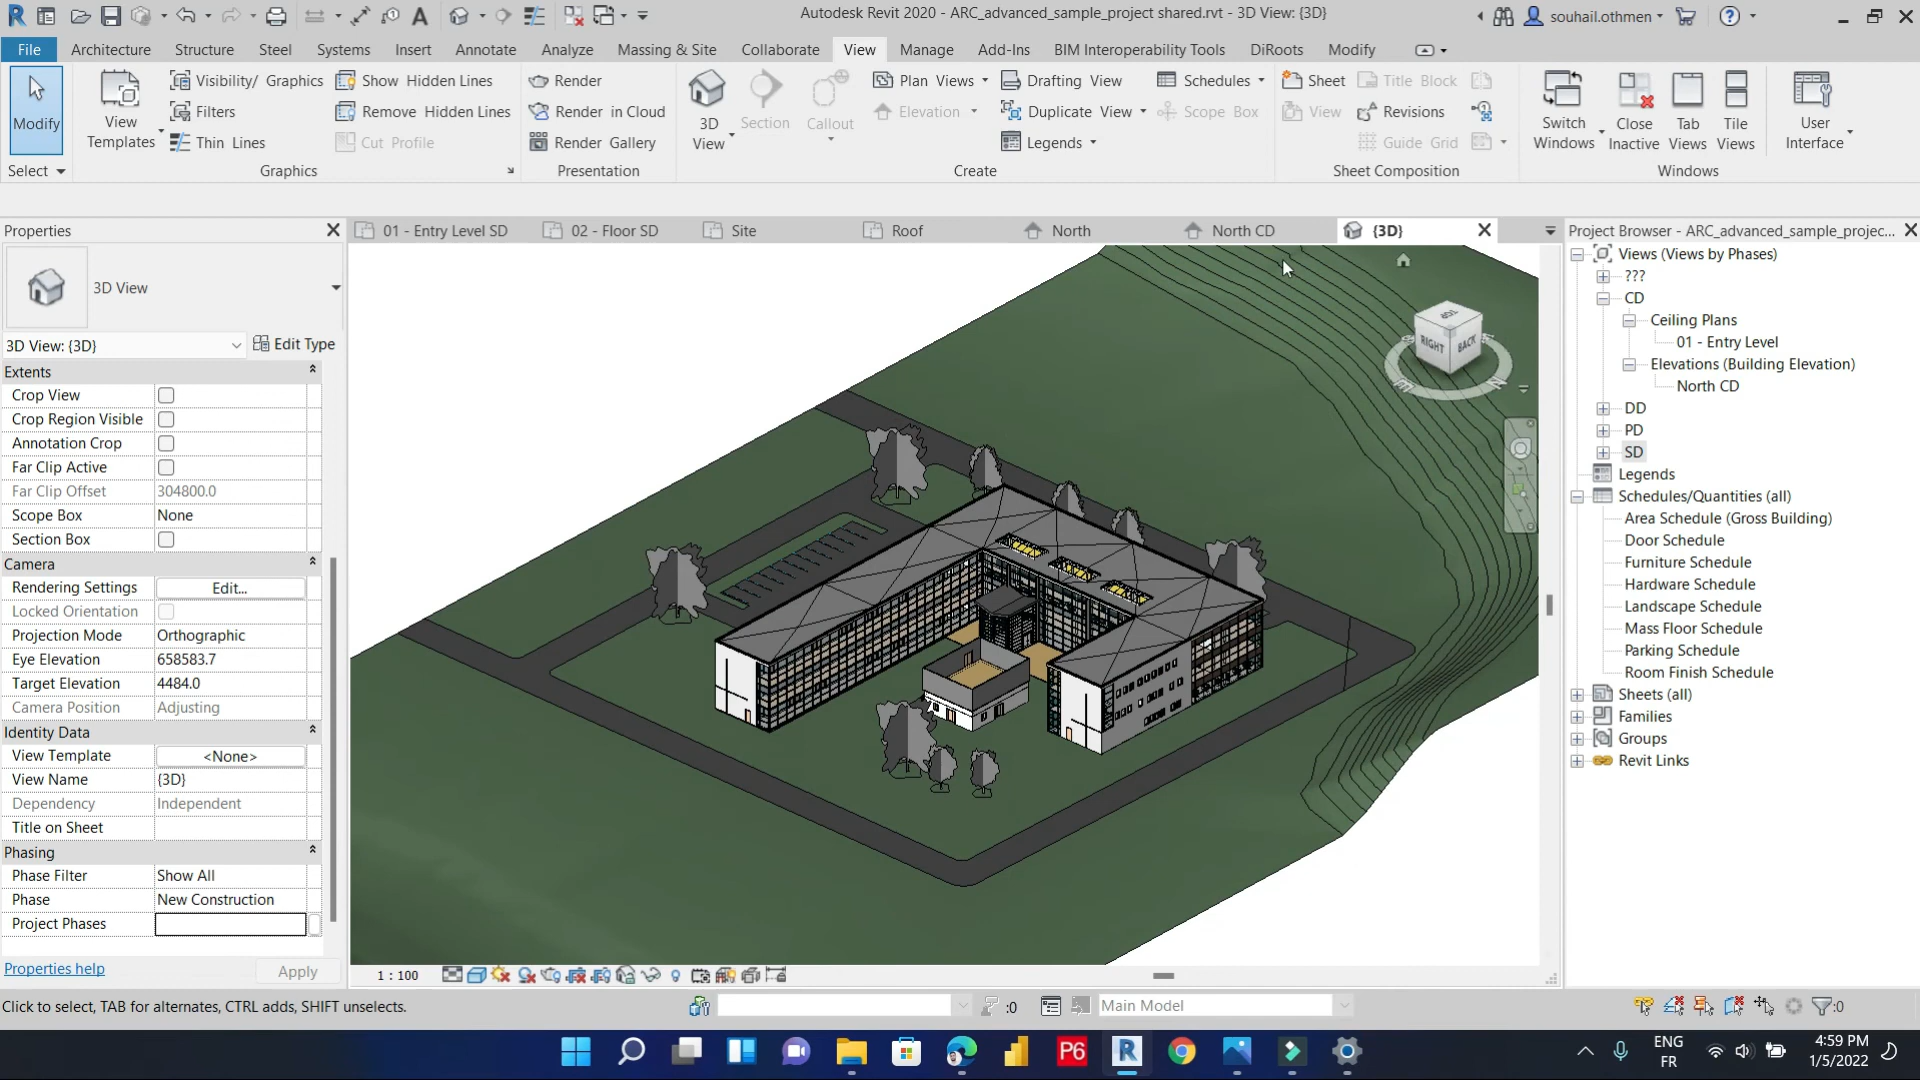 Autodesk Revit 2020 - ARC_advanced_sample_project shared.rvt - 3D View: {3D}
souhail.othmen
File Architecture Structure Steel Systems Insert Annotate Analyze Massing & Site Collaborate View Manage Add-Ins BIM Interoperability Tools DiRoots Modify
Modify
Select
View Templates
Visibility/ Graphics
Filters
Thin Lines
Show Hidden Lines
Remove Hidden Lines
Cut Profile
Graphics
Render
Render in Cloud
Render Gallery
Presentation
3D View
Section
Callout
Plan Views
Elevation
Drafting View
Duplicate View
Legends
Schedules
Scope Box
Create
Sheet
View
Title Block
Revisions
Guide Grid
Sheet Composition
Switch Windows
Close Inactive
Tab Views
Tile Views
Windows
User Interface
Properties
3D View
3D View: {3D}
Edit Type
Extents
Crop View
Crop Region Visible
Annotation Crop
Far Clip Active
Far Clip Offset 304800.0
Scope Box None
Section Box
Camera
Rendering Settings Edit...
Locked Orientation
Projection Mode Orthographic
Eye Elevation 658583.7
Target Elevation 4484.0
Camera Position Adjusting
Identity Data
View Template <None>
View Name {3D}
Dependency Independent
Title on Sheet
Phasing
Phase Filter Show All
Phase New Construction
Project Phases
Properties help
Apply
01 - Entry Level SD
02 - Floor SD
Site
Roof
North
North CD
{3D}
TOP
RIGHT
BACK
E
N
1 : 100
Project Browser - ARC_advanced_sample_projec...
Views (Views by Phases)
???
CD
Ceiling Plans
01 - Entry Level
Elevations (Building Elevation)
North CD
DD
PD
SD
Legends
Schedules/Quantities (all)
Area Schedule (Gross Building)
Door Schedule
Furniture Schedule
Hardware Schedule
Landscape Schedule
Mass Floor Schedule
Parking Schedule
Room Finish Schedule
Sheets (all)
Families
Groups
Revit Links
Click to select, TAB for alternates, CTRL adds, SHIFT unselects.
:0
Main Model
:0
P6
R
ENG
FR
4:59 PM
1/5/2022